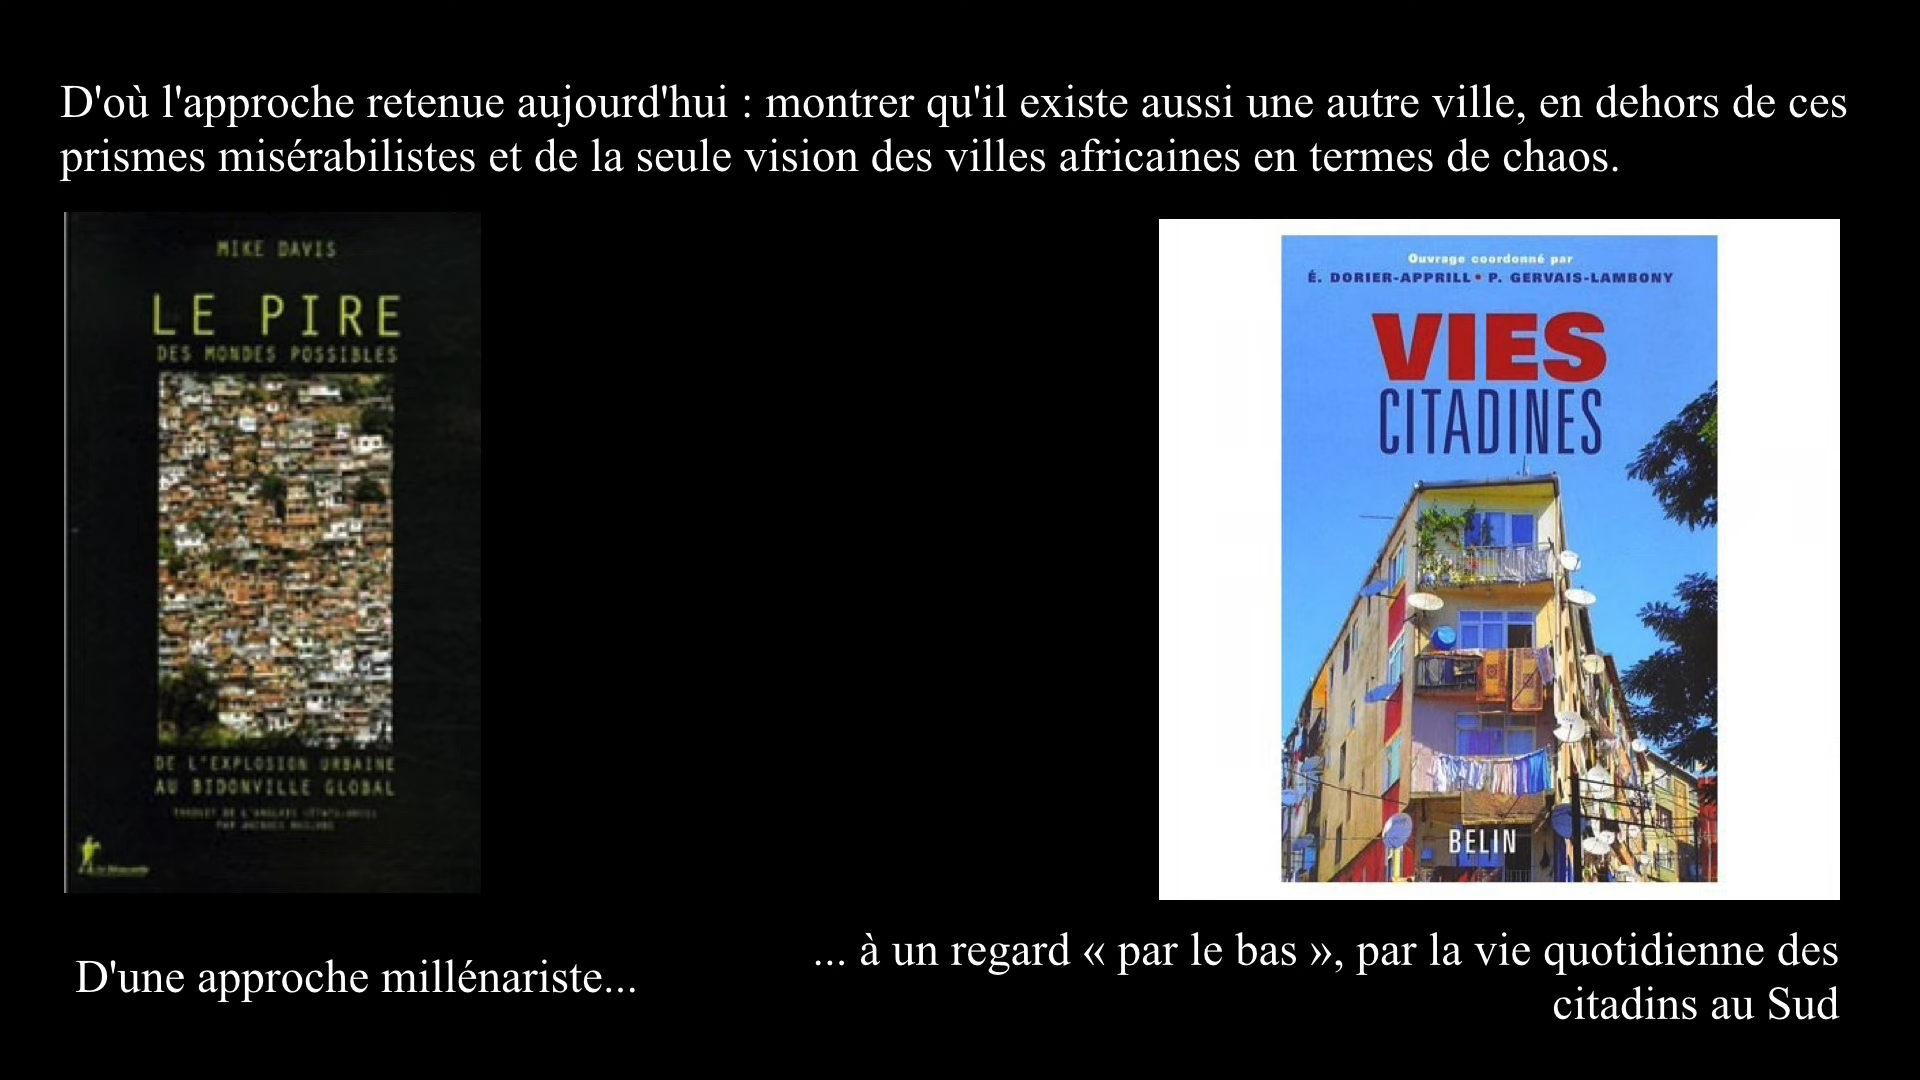 D'où l'approche retenue aujourd'hui : montrer qu'il existe aussi une autre ville, en dehors de ces
prismes misérabilistes et de la seule vision des villes africaines en termes de chaos.
MIKE DAVIS
LE PIRE
DES MONDES POSSIBLES
DE L'EXPLOSION URBAINE
AU BIDONVILLE GLOBAL
Ouvrage coordonné par
É. DORIER-APPRILL • P. GERVAIS-LAMBONY
VIES
CITADINES
BELIN
D'une approche millénariste...
... à un regard « par le bas », par la vie quotidienne des
citadins au Sud